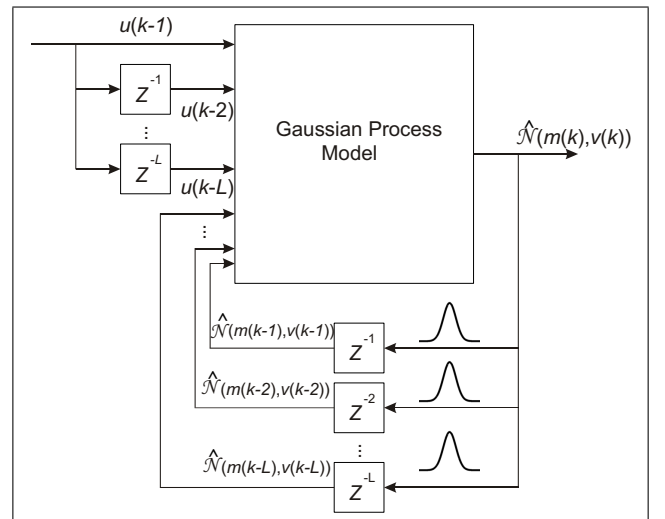 u(k-1)
Z⁻¹
u(k-2)
⋮
Z⁻ᴸ
u(k-L)
⋮
Gaussian Process
Model
𝒩̂(m(k),v(k))
𝒩̂(m(k-1),v(k-1))
Z⁻¹
𝒩̂(m(k-2),v(k-2))
Z⁻²
⋮
𝒩̂(m(k-L),v(k-L))
Z⁻ᴸ